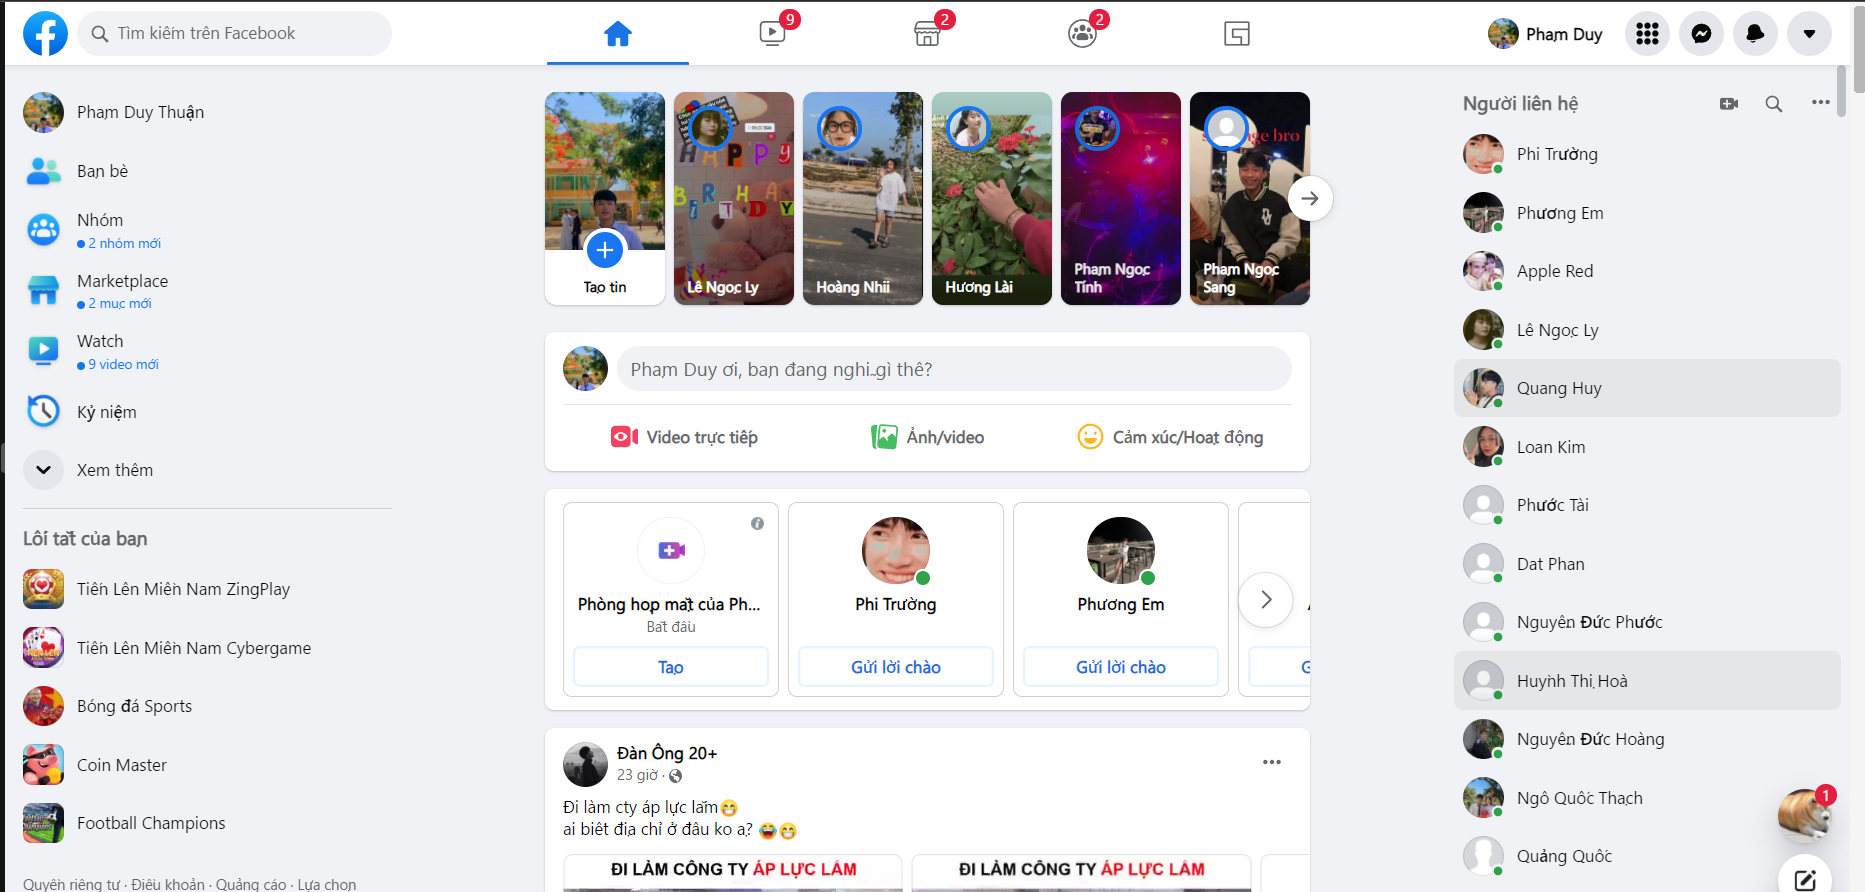 Tìm kiếm trên Facebook
9
2
2
Phạm Duy
Phạm Duy Thuận
Bạn bè
Nhóm
2 nhóm mới
Marketplace
2 mục mới
Watch
9 video mới
Kỷ niệm
Xem thêm
Lối tắt của bạn
Tiến Lên Miền Nam ZingPlay
Tiến Lên Miền Nam Cybergame
Bóng đá Sports
Coin Master
Football Champions
Quyền riêng tư · Điều khoản · Quảng cáo · Lựa chọn
Tạo tin
HAPPY
BIRTHDAY
Lê Ngọc Ly
Hoàng Nhii
Hương Lài
Phạm Ngọc
Tính
nge bro
Phạm Ngọc
Sang
Phạm Duy ơi, bạn đang nghĩ gì thế?
Video trực tiếp
Ảnh/video
Cảm xúc/Hoạt động
Phòng họp mặt của Ph...
Bắt đầu
Tạo
Phi Trường
Gửi lời chào
Phương Em
Gửi lời chào
Đàn Ông 20+
23 giờ ·
Đi làm cty áp lực lắm😁
ai biết địa chỉ ở đâu ko ạ? 😂😁
ĐI LÀM CÔNG TY ÁP LỰC LẮM
ĐI LÀM CÔNG TY ÁP LỰC LẮM
Người liên hệ
Phi Trường
Phương Em
Apple Red
Lê Ngọc Ly
Quang Huy
Loan Kim
Phước Tài
Dat Phan
Nguyễn Đức Phước
Huỳnh Thị Hoà
Nguyễn Đức Hoàng
Ngô Quốc Thạch
1
Quảng Quốc